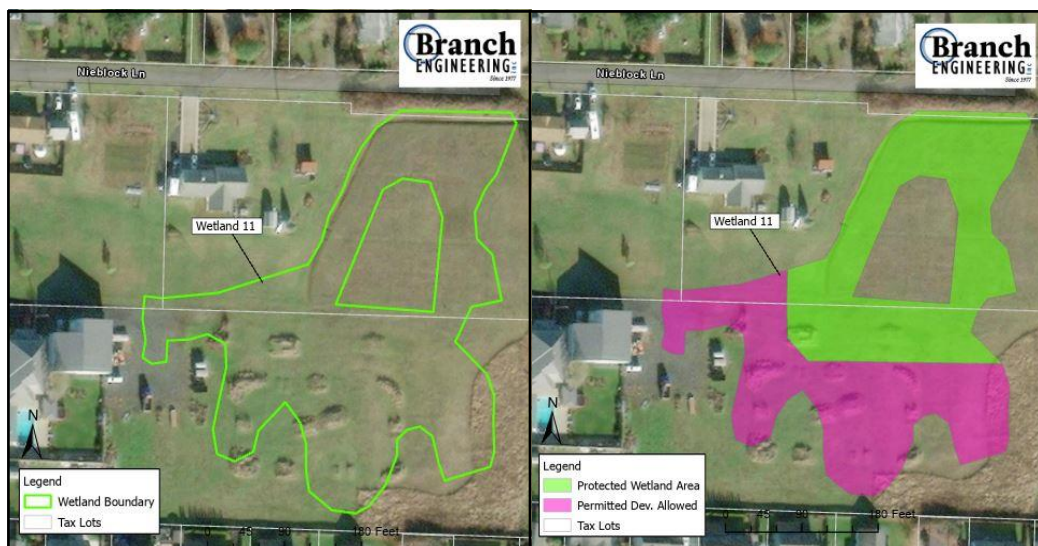 Branch
ENGINEERING inc
Since 1977
Nieblock Ln
Wetland 11
N
Legend
Wetland Boundary
Tax Lots
0 45 90 180 Feet
Branch
ENGINEERING inc
Since 1977
Nieblock Ln
Wetland 11
N
Legend
Protected Wetland Area
Permitted Dev. Allowed
Tax Lots
0 45 90 180 Feet